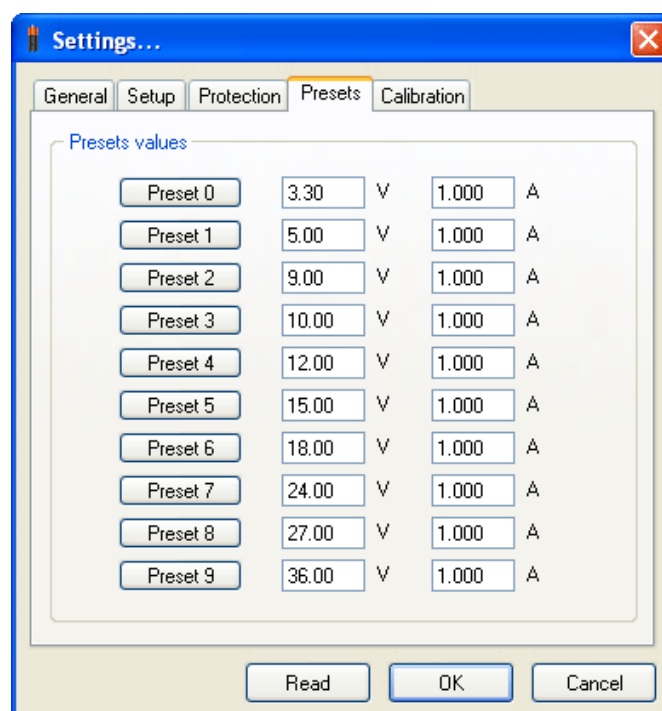 Settings...
General Setup Protection Presets Calibration
Presets values
Preset 0 3.30 V 1.000 A
Preset 1 5.00 V 1.000 A
Preset 2 9.00 V 1.000 A
Preset 3 10.00 V 1.000 A
Preset 4 12.00 V 1.000 A
Preset 5 15.00 V 1.000 A
Preset 6 18.00 V 1.000 A
Preset 7 24.00 V 1.000 A
Preset 8 27.00 V 1.000 A
Preset 9 36.00 V 1.000 A
Read OK Cancel